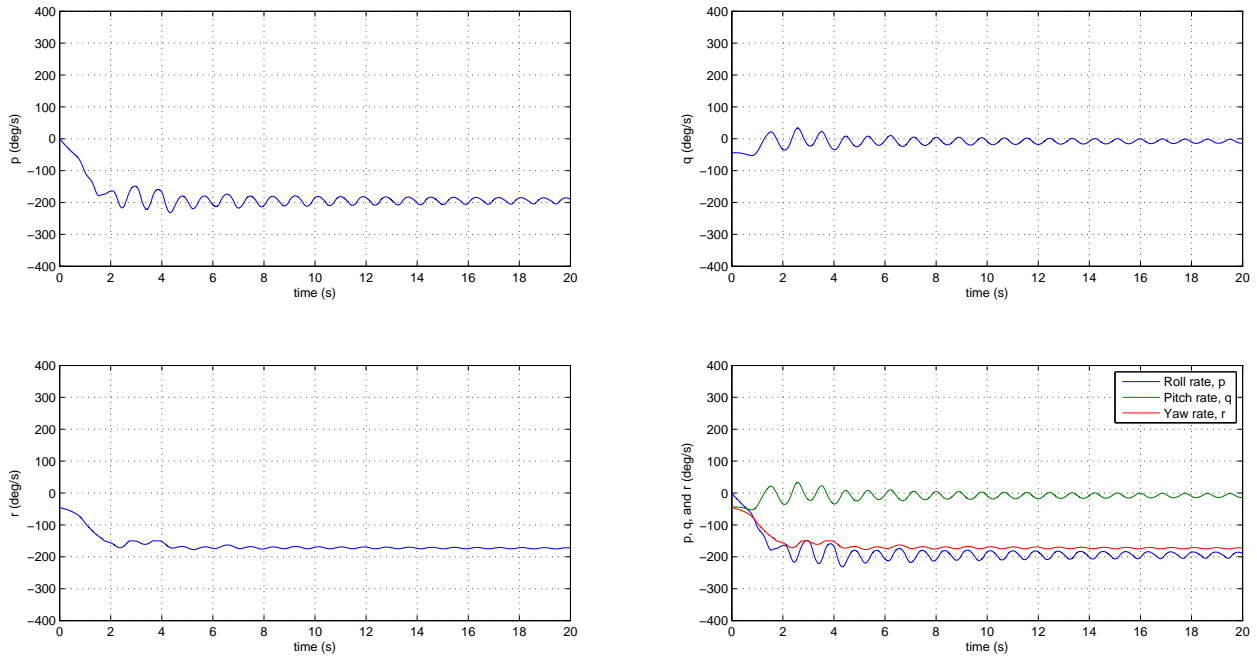 400
300
200
100
0
−100
−200
−300
−400
p (deg/s)
0 2 4 6 8 10 12 14 16 18 20
time (s)
400
300
200
100
0
−100
−200
−300
−400
q (deg/s)
0 2 4 6 8 10 12 14 16 18 20
time (s)
400
300
200
100
0
−100
−200
−300
−400
r (deg/s)
0 2 4 6 8 10 12 14 16 18 20
time (s)
400
300
200
100
0
−100
−200
−300
−400
p, q, and r (deg/s)
Roll rate, p
Pitch rate, q
Yaw rate, r
0 2 4 6 8 10 12 14 16 18 20
time (s)